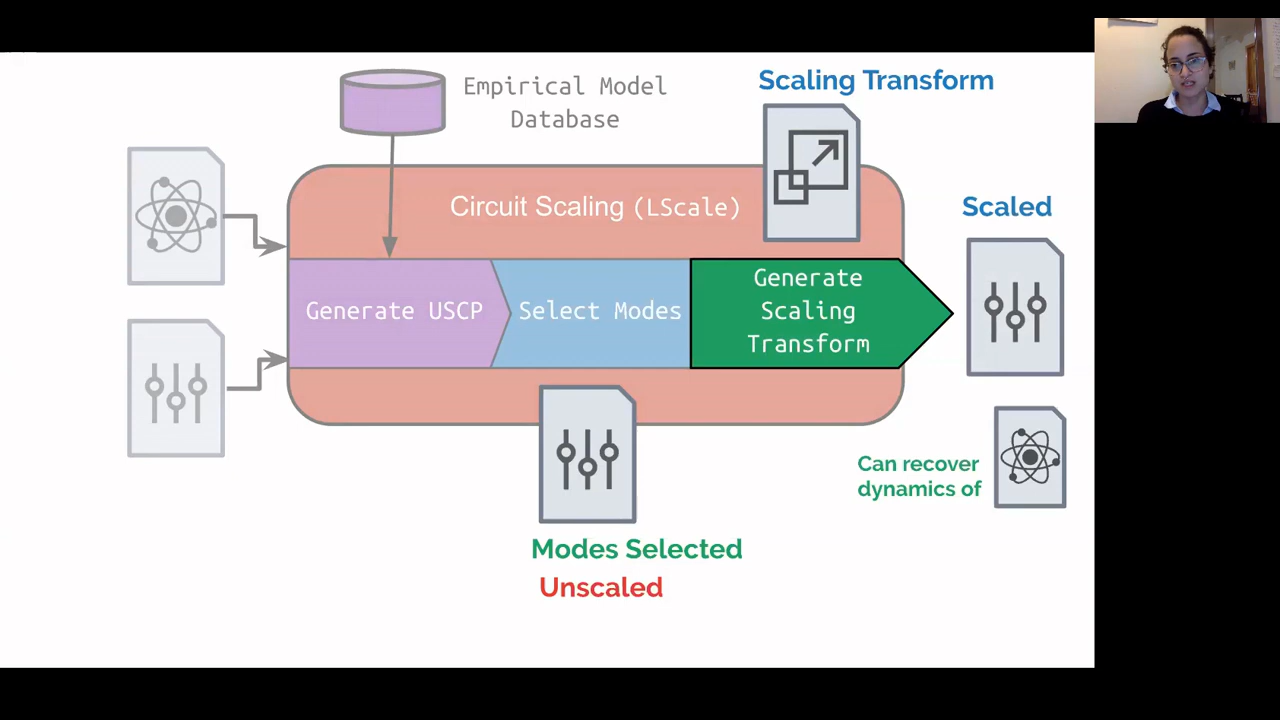 Empirical Model
Database
Scaling Transform
Circuit Scaling (LScale)
Scaled
Generate USCP
Select Modes
Generate
Scaling
Transform
Can recover
dynamics of
Modes Selected
Unscaled